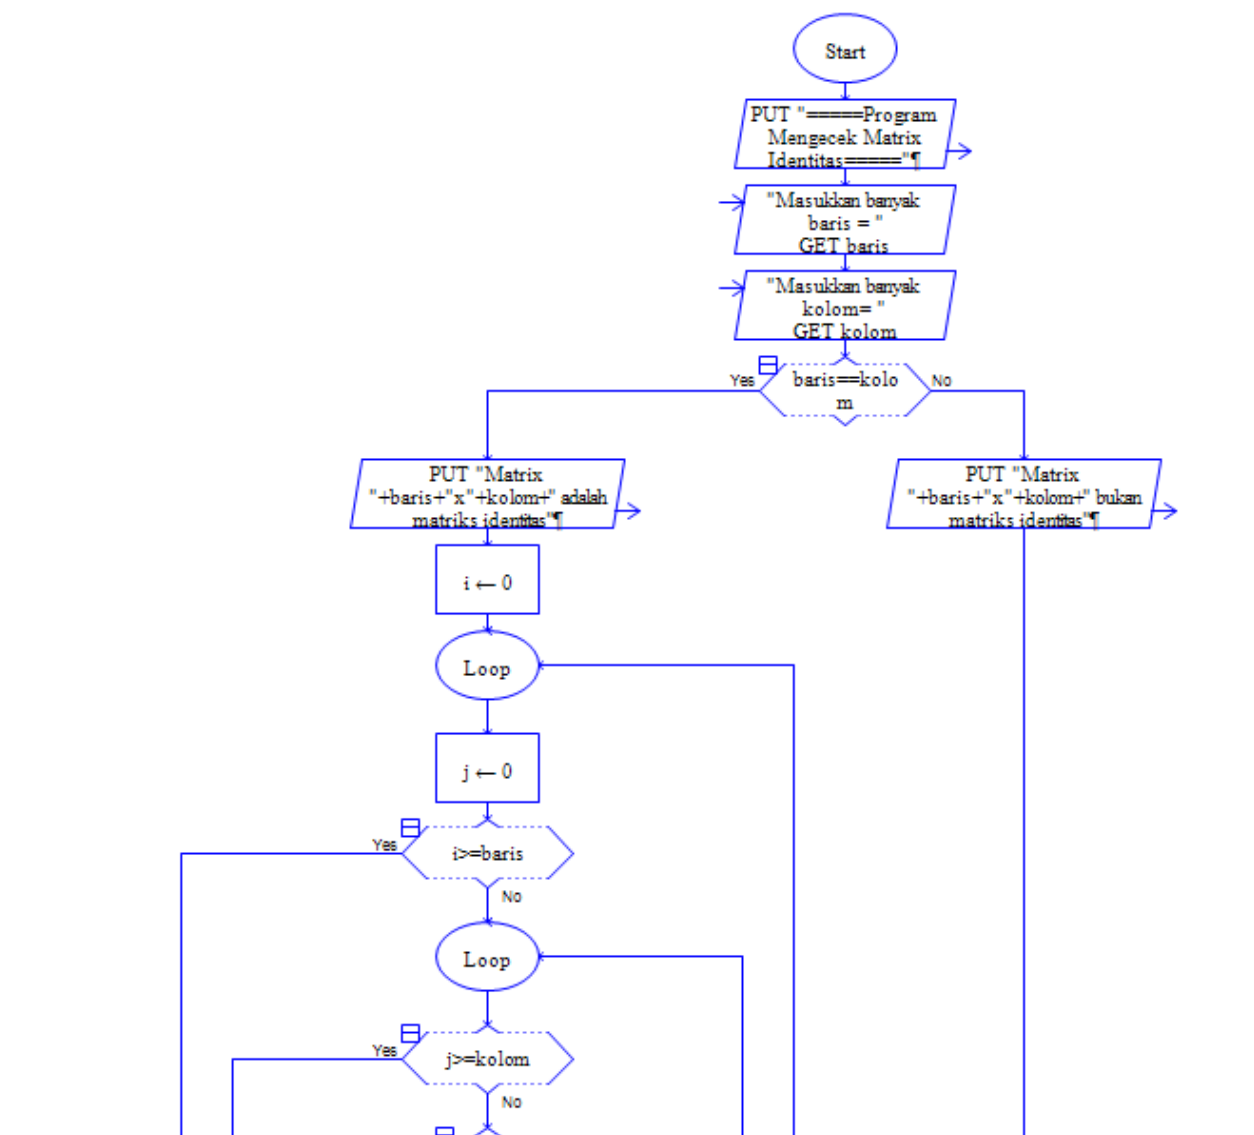 Start
PUT "=====Program
Mengecek Matrix
Identitas====="¶
"Masukkan banyak
baris = "
GET baris
"Masukkan banyak
kolom= "
GET kolom
baris==kolo
m
Yes
No
PUT "Matrix
"+baris+"x"+kolom+" adalah
matriks identitas"¶
PUT "Matrix
"+baris+"x"+kolom+" bukan
matriks identitas"¶
i ← 0
Loop
j ← 0
i>=baris
Yes
No
Loop
j>=kolom
Yes
No